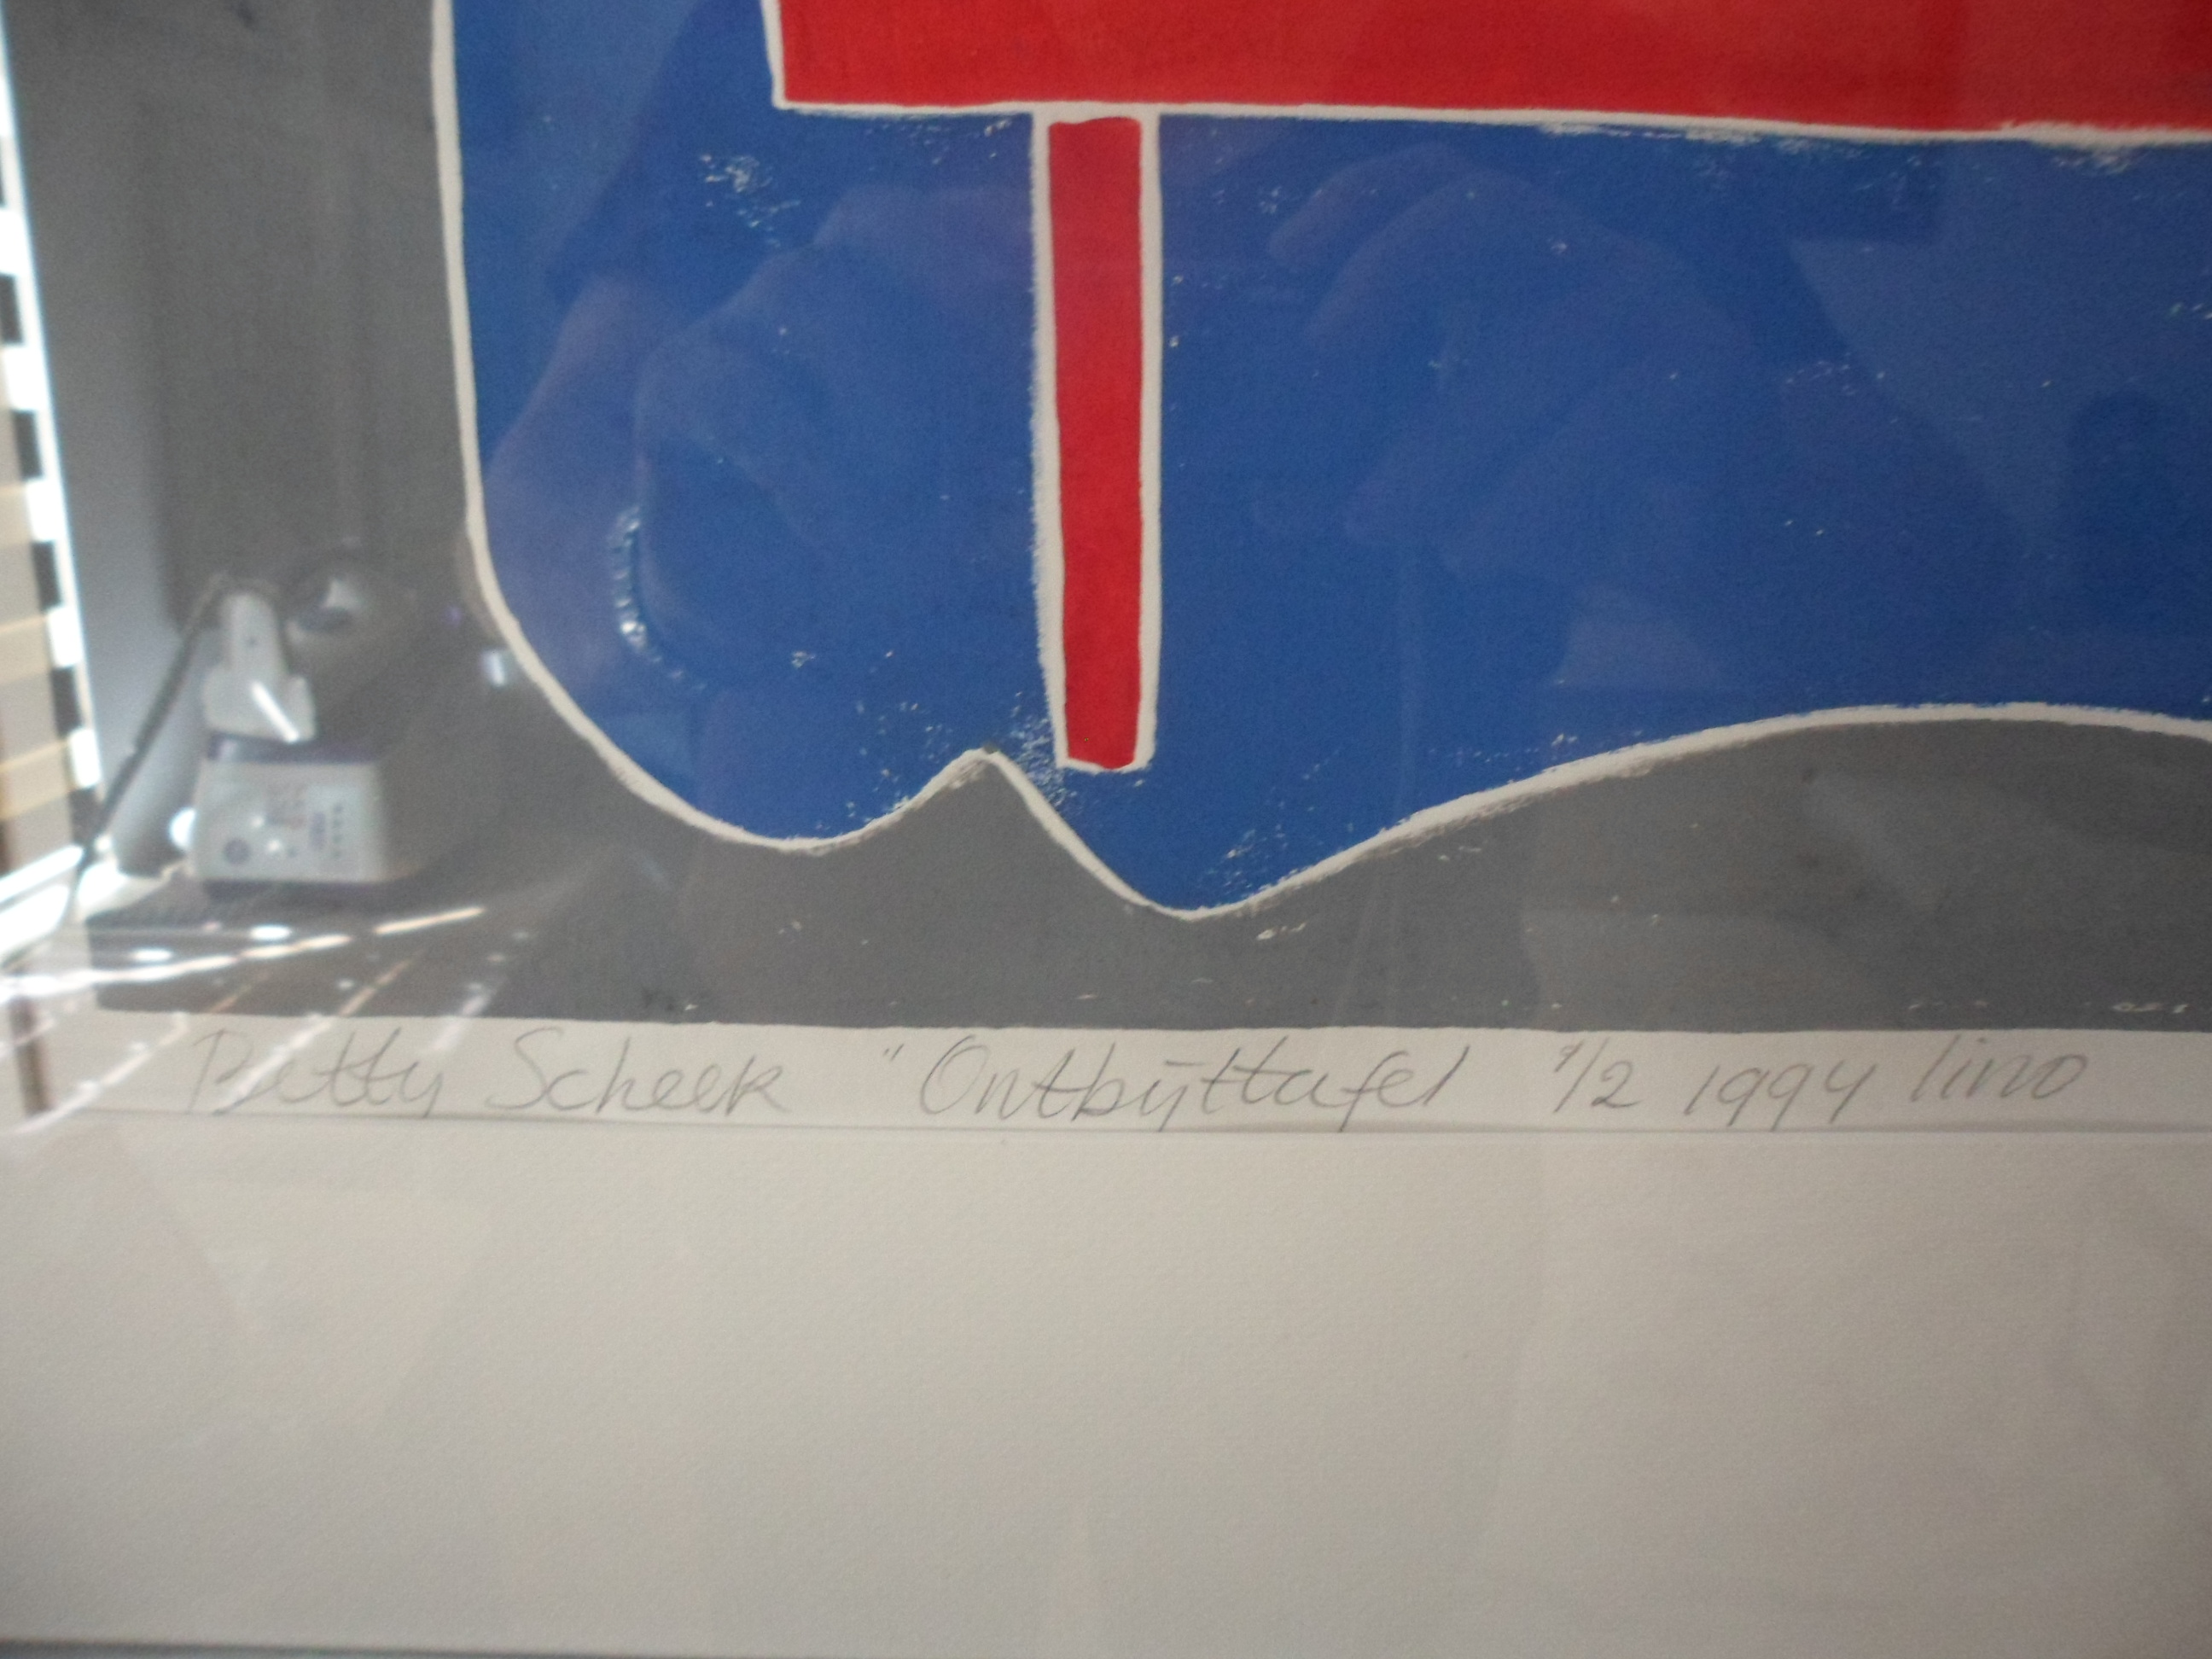 Betty Scheek "Ontbijttafel 1/2 1994 lino